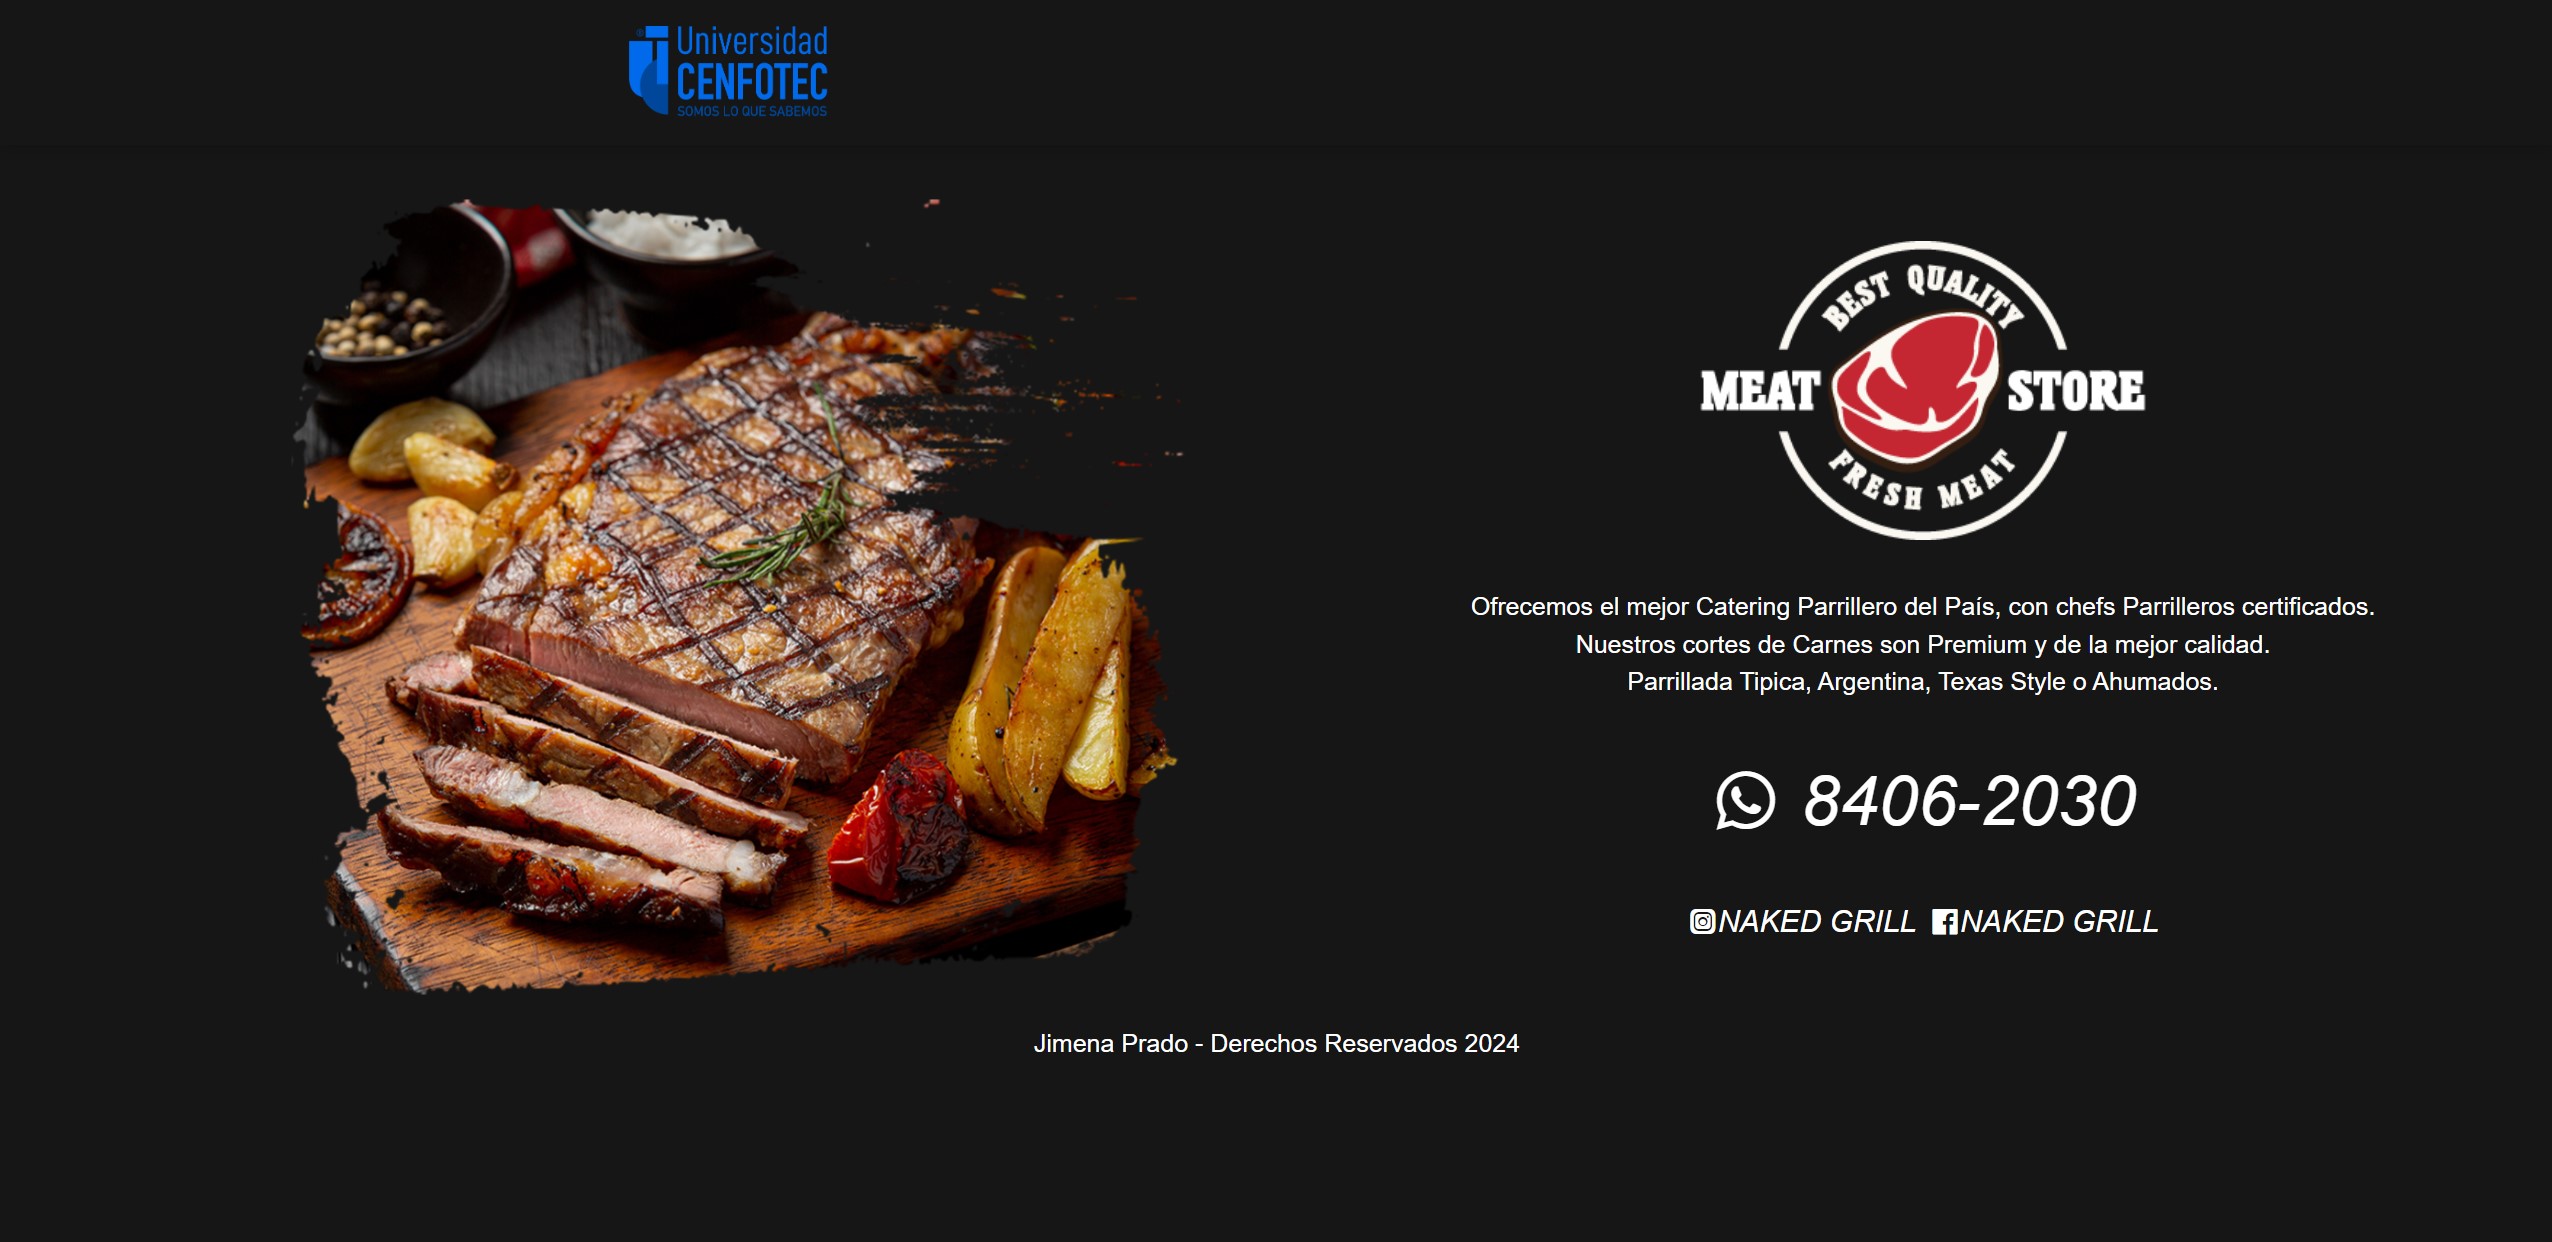 Universidad
CENFOTEC
SOMOS LO QUE SABEMOS
BEST QUALITY
MEAT STORE
FRESH MEAT
Ofrecemos el mejor Catering Parrillero del País, con chefs Parrilleros certificados.
Nuestros cortes de Carnes son Premium y de la mejor calidad.
Parrillada Tipica, Argentina, Texas Style o Ahumados.
8406-2030
NAKED GRILL NAKED GRILL
Jimena Prado - Derechos Reservados 2024